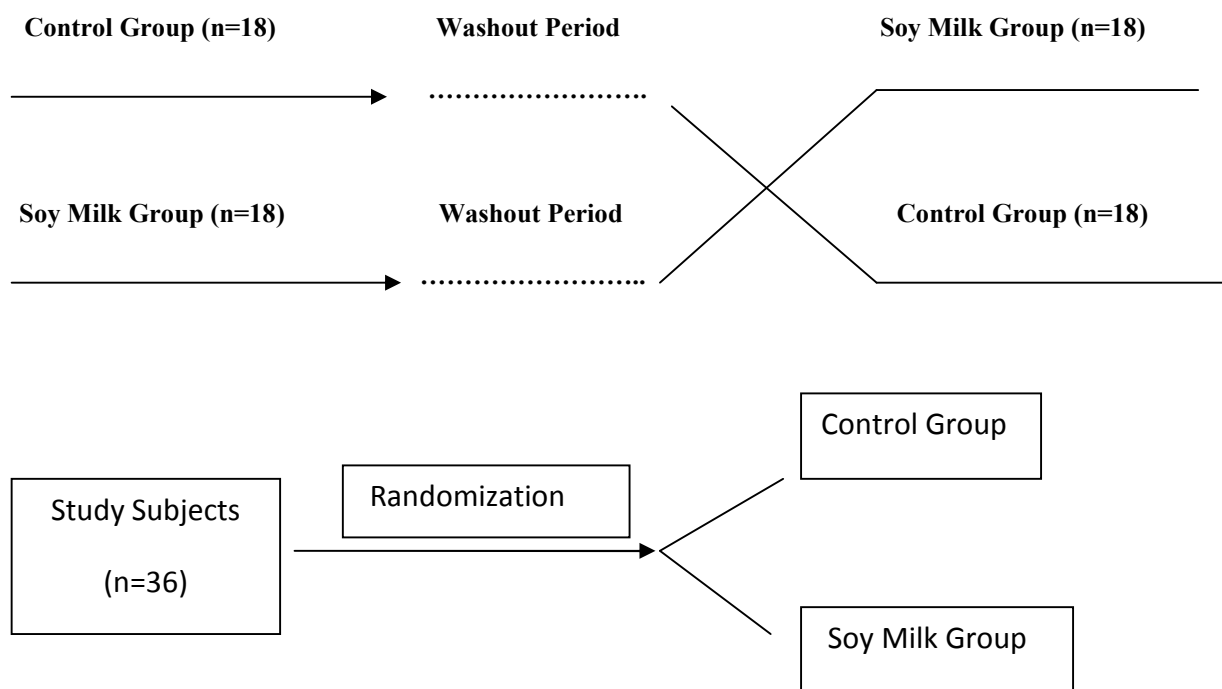 Control Group (n=18) Washout Period Soy Milk Group (n=18)
Soy Milk Group (n=18) Washout Period Control Group (n=18)
Control Group
Randomization
Study Subjects
(n=36)
Soy Milk Group